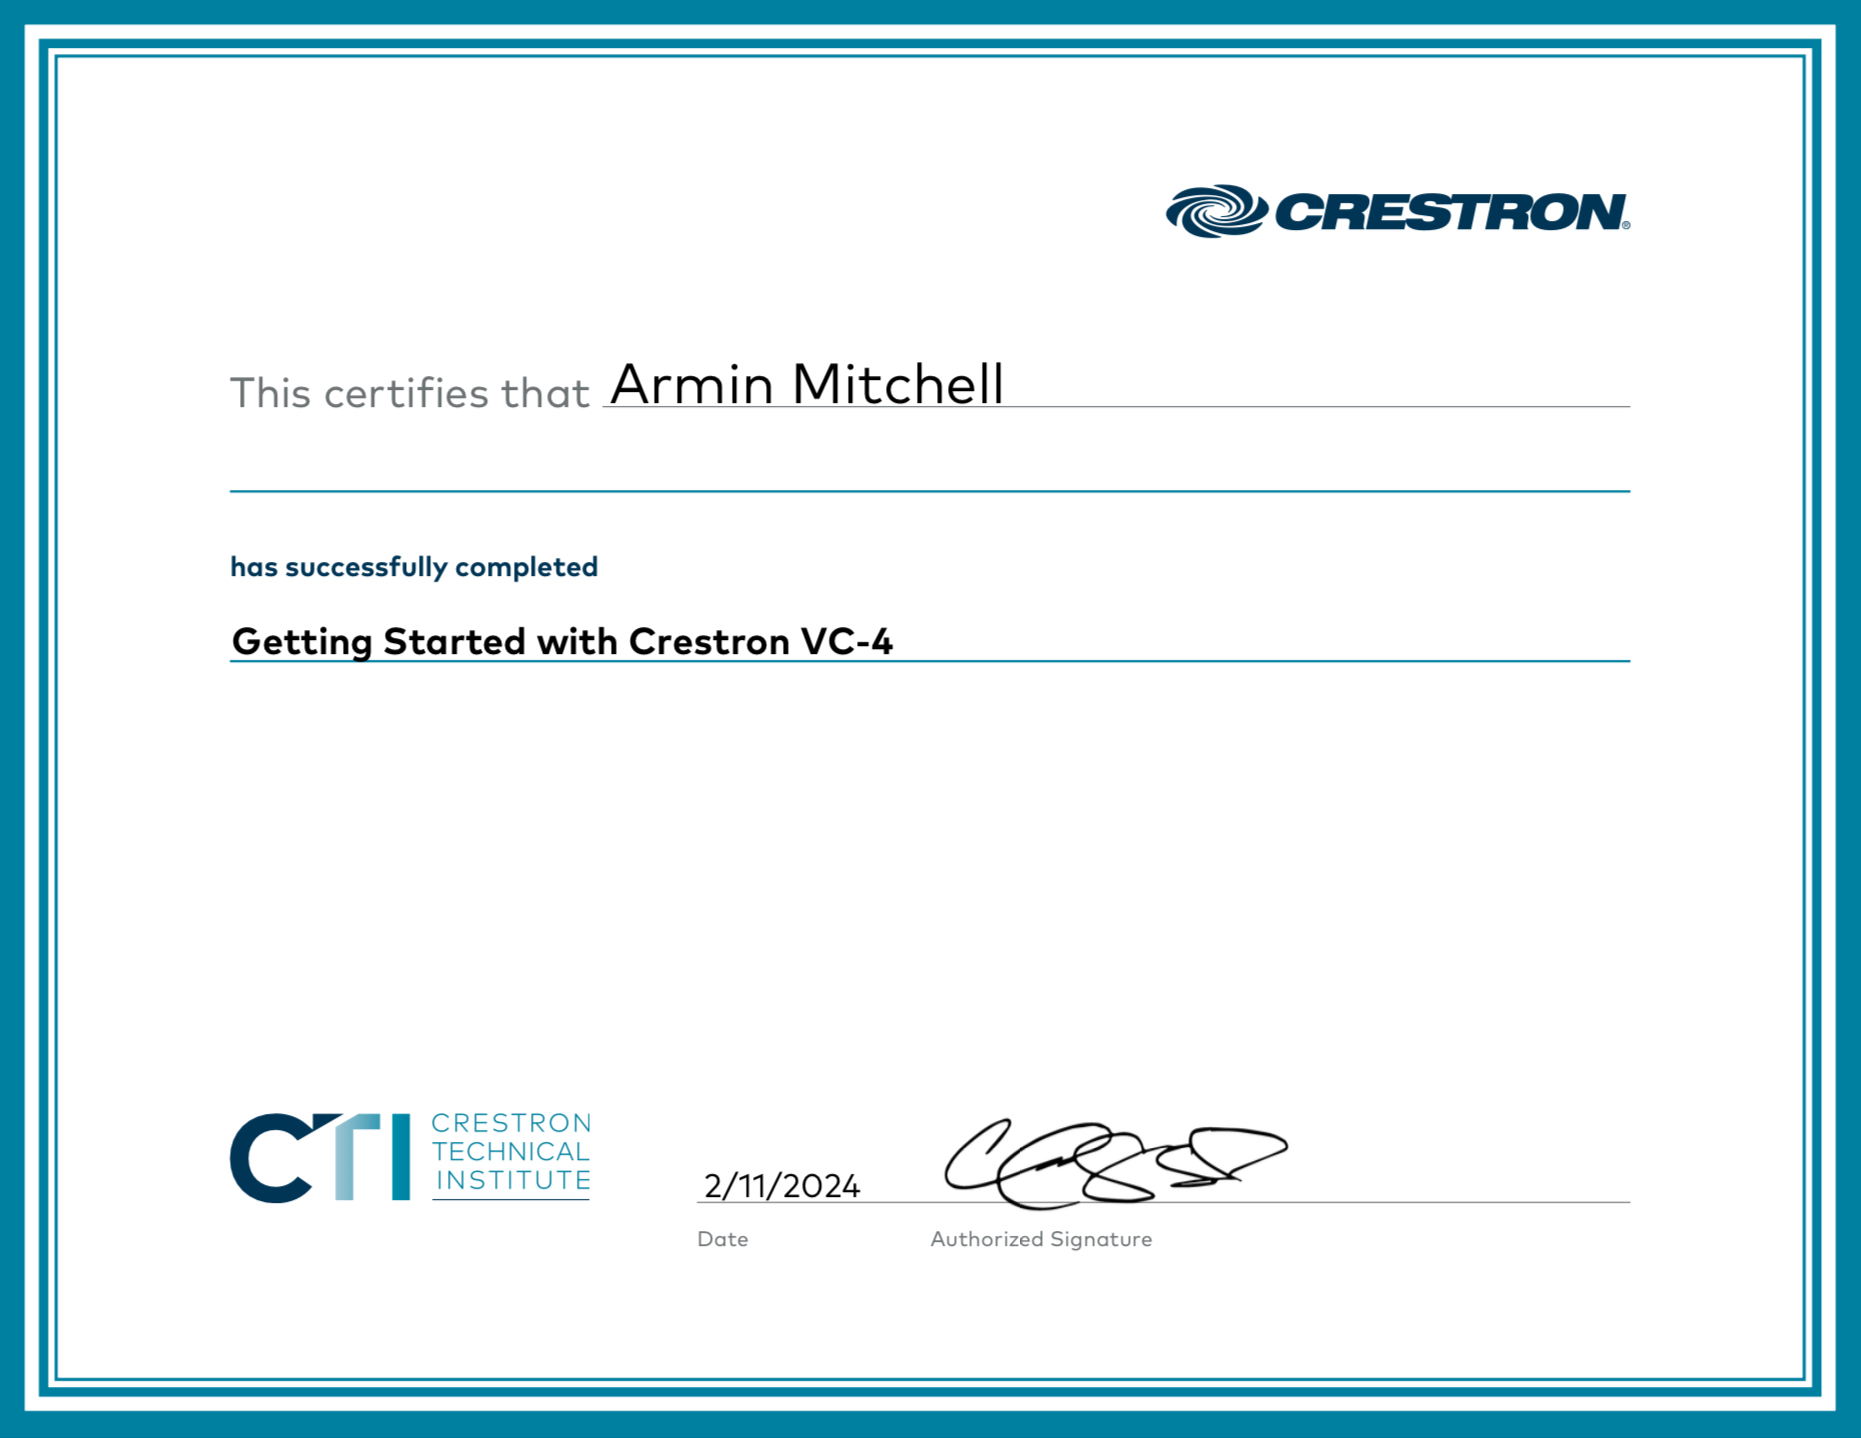 CRESTRON®
This certifies that Armin Mitchell
has successfully completed
Getting Started with Crestron VC-4
CTI
CRESTRON
TECHNICAL
INSTITUTE
2/11/2024
Date Authorized Signature